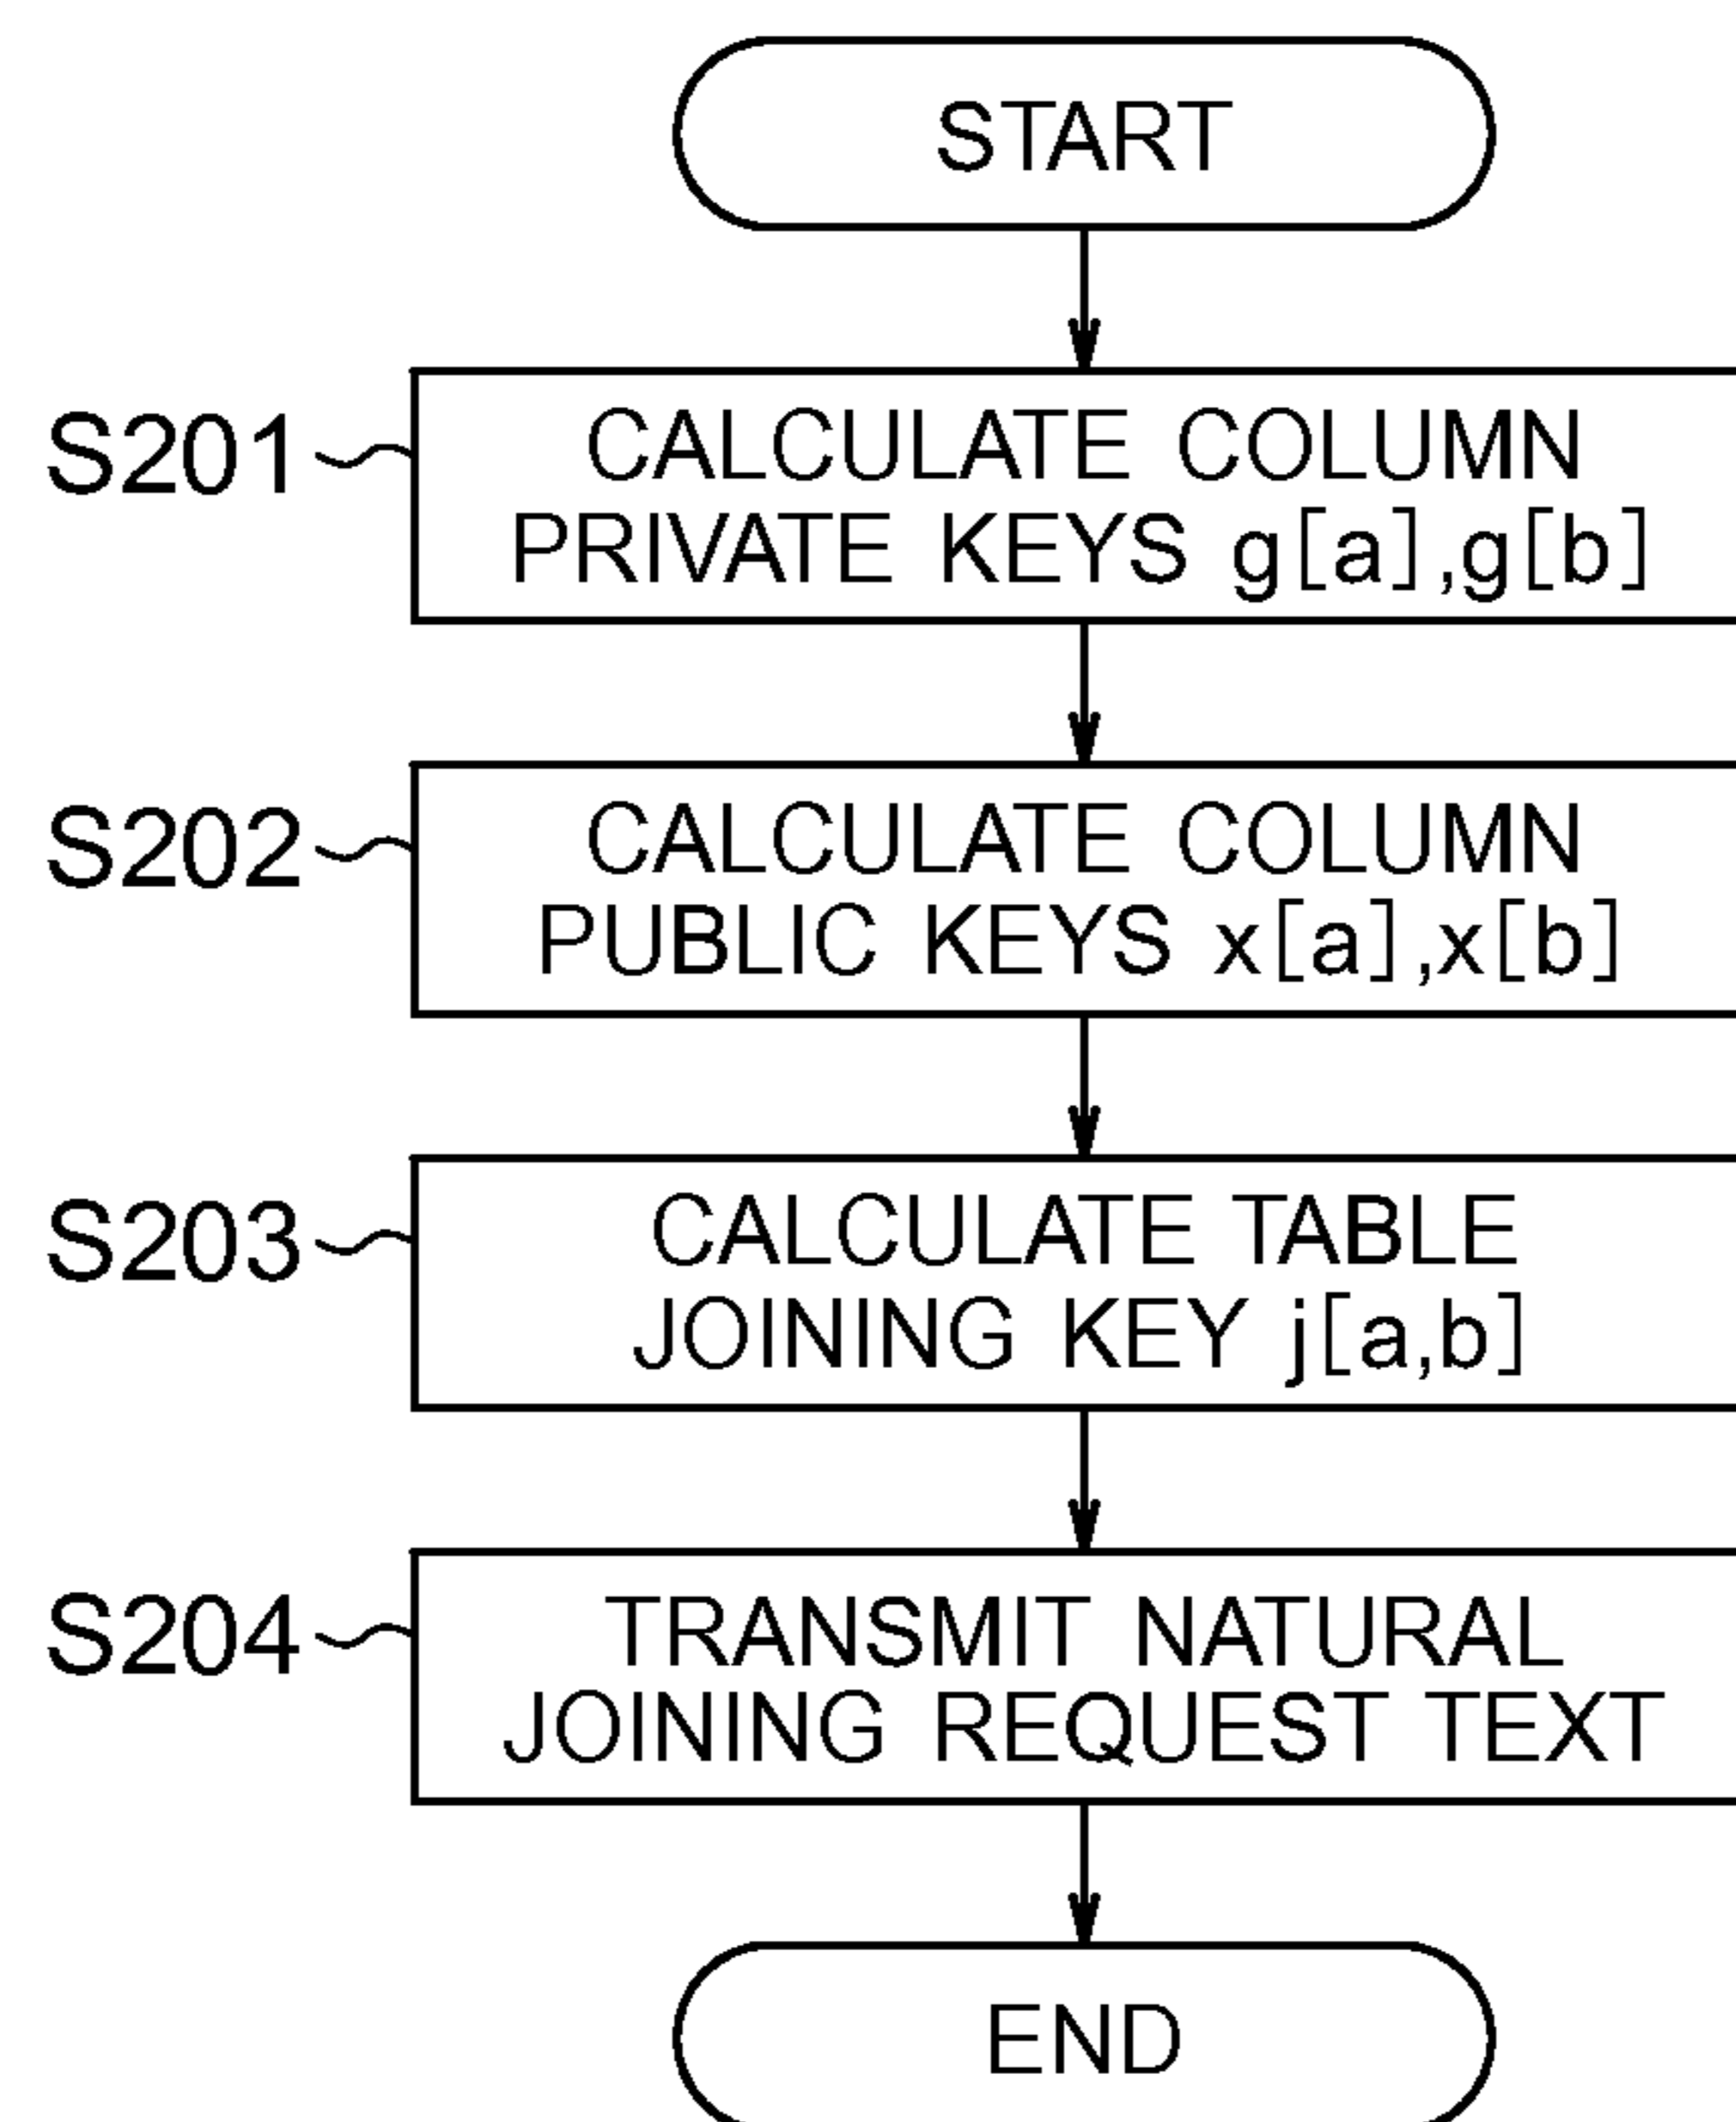 START
S201
CALCULATE COLUMN
PRIVATE KEYS g[a],g[b]
S202
CALCULATE COLUMN
PUBLIC KEYS x[a],x[b]
S203
CALCULATE TABLE
JOINING KEY j[a,b]
S204
TRANSMIT NATURAL
JOINING REQUEST TEXT
END